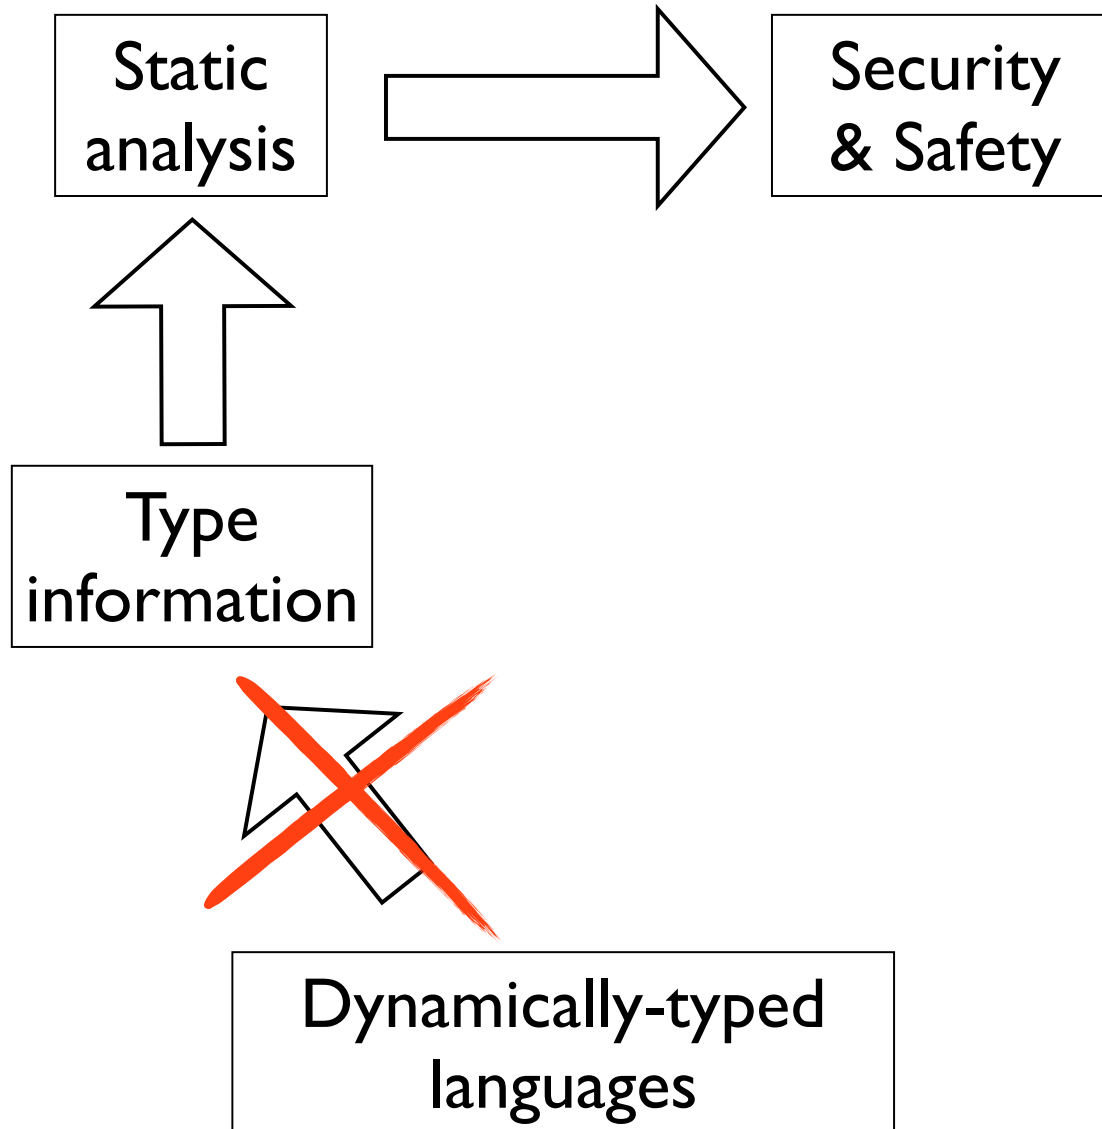 Static
analysis
Security
& Safety
Type
information
Dynamically-typed
languages